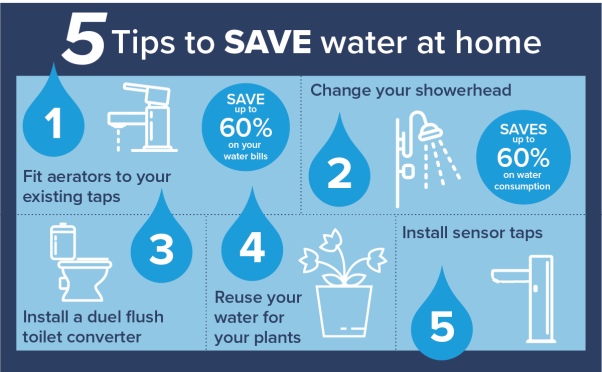 5 Tips to SAVE water at home
1
SAVE
up to
60%
on your
water bills
Fit aerators to your
existing taps
Change your showerhead
2
SAVES
up to
60%
on water
consumption
3
Install a duel flush
toilet converter
4
Reuse your
water for
your plants
Install sensor taps
5